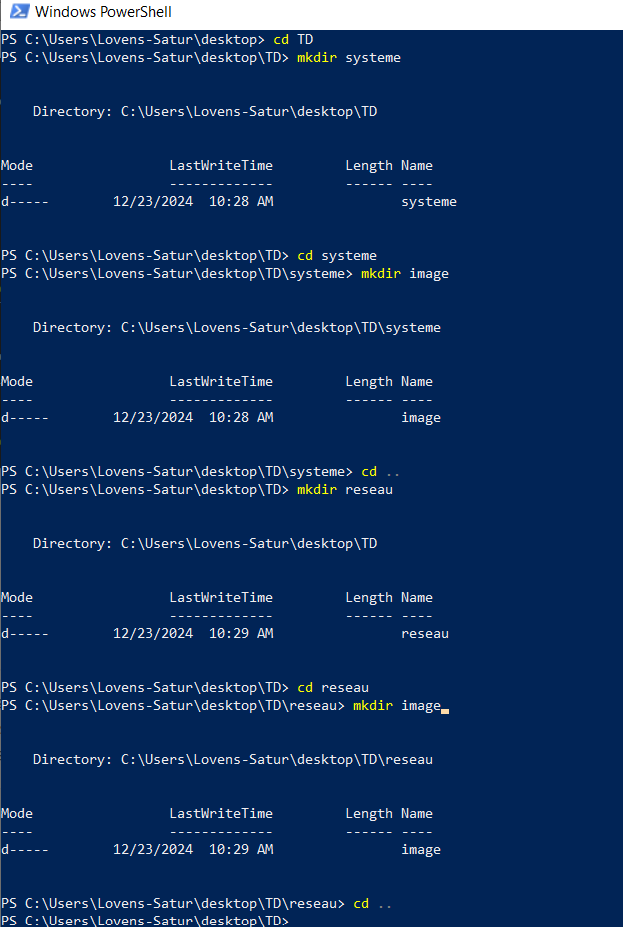 Windows PowerShell
PS C:\Users\Lovens-Satur\desktop> cd TD
PS C:\Users\Lovens-Satur\desktop\TD> mkdir systeme
    Directory: C:\Users\Lovens-Satur\desktop\TD
Mode                 LastWriteTime         Length Name
----                 -------------         ------ ----
d-----        12/23/2024  10:28 AM                systeme
PS C:\Users\Lovens-Satur\desktop\TD> cd systeme
PS C:\Users\Lovens-Satur\desktop\TD\systeme> mkdir image
    Directory: C:\Users\Lovens-Satur\desktop\TD\systeme
Mode                 LastWriteTime         Length Name
----                 -------------         ------ ----
d-----        12/23/2024  10:28 AM                image
PS C:\Users\Lovens-Satur\desktop\TD\systeme> cd ..
PS C:\Users\Lovens-Satur\desktop\TD> mkdir reseau
    Directory: C:\Users\Lovens-Satur\desktop\TD
Mode                 LastWriteTime         Length Name
----                 -------------         ------ ----
d-----        12/23/2024  10:29 AM                reseau
PS C:\Users\Lovens-Satur\desktop\TD> cd reseau
PS C:\Users\Lovens-Satur\desktop\TD\reseau> mkdir image
    Directory: C:\Users\Lovens-Satur\desktop\TD\reseau
Mode                 LastWriteTime         Length Name
----                 -------------         ------ ----
d-----        12/23/2024  10:29 AM                image
PS C:\Users\Lovens-Satur\desktop\TD\reseau> cd ..
PS C:\Users\Lovens-Satur\desktop\TD>